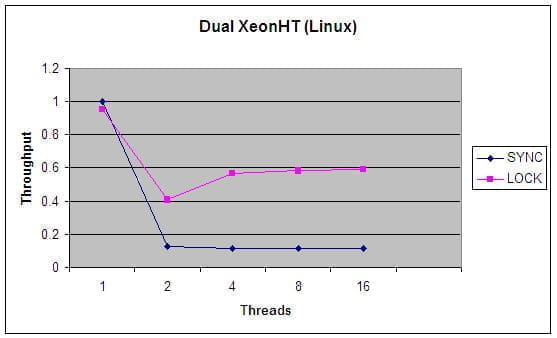 Dual XeonHT (Linux)
1.2
1
0.8
0.6
0.4
0.2
0
Throughput
1 2 4 8 16
Threads
SYNC
LOCK